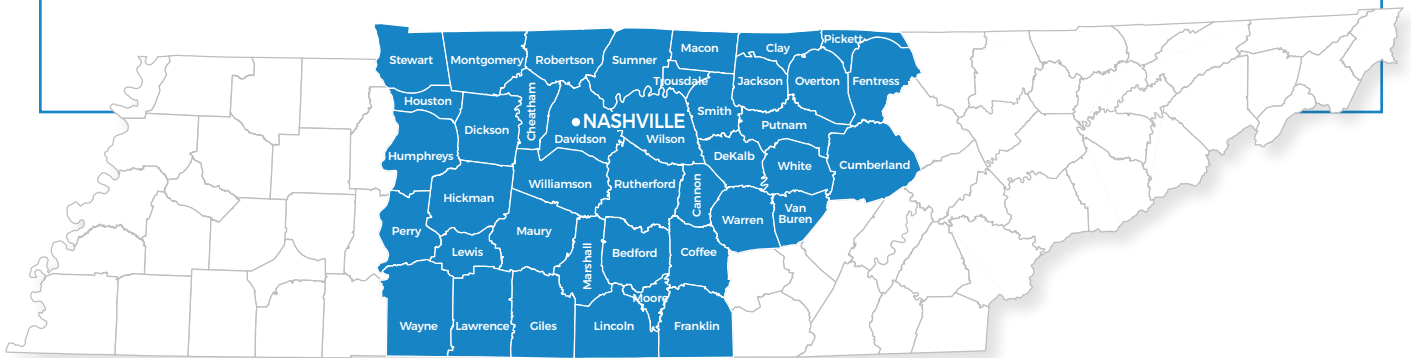 Stewart
Montgomery
Robertson
Sumner
Macon
Clay
Pickett
Trousdale
Jackson
Overton
Fentress
Houston
Dickson
Cheatham
•NASHVILLE
Davidson
Wilson
Smith
Putnam
Humphreys
DeKalb
White
Cumberland
Hickman
Williamson
Rutherford
Cannon
Warren
Van
Buren
Perry
Lewis
Maury
Marshall
Bedford
Coffee
Moore
Wayne
Lawrence
Giles
Lincoln
Franklin